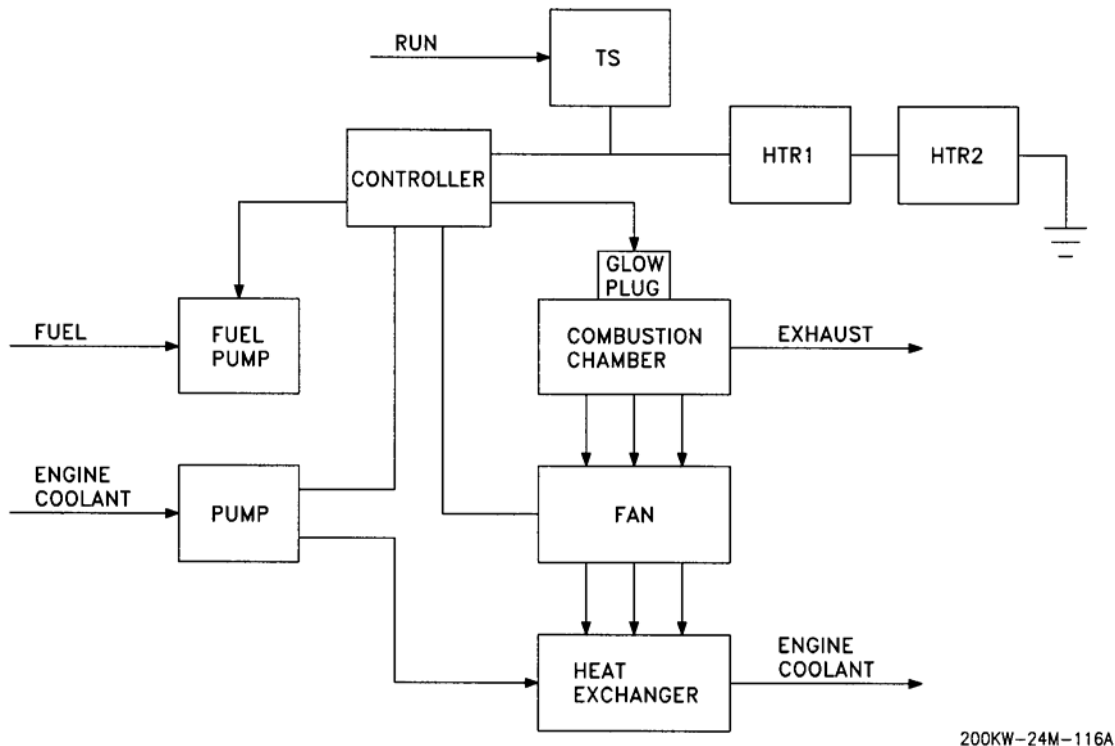 RUN
TS
CONTROLLER
HTR1
HTR2
GLOW
PLUG
FUEL
FUEL
PUMP
COMBUSTION
CHAMBER
EXHAUST
ENGINE
COOLANT
PUMP
FAN
HEAT
EXCHANGER
ENGINE
COOLANT
200KW-24M-116A